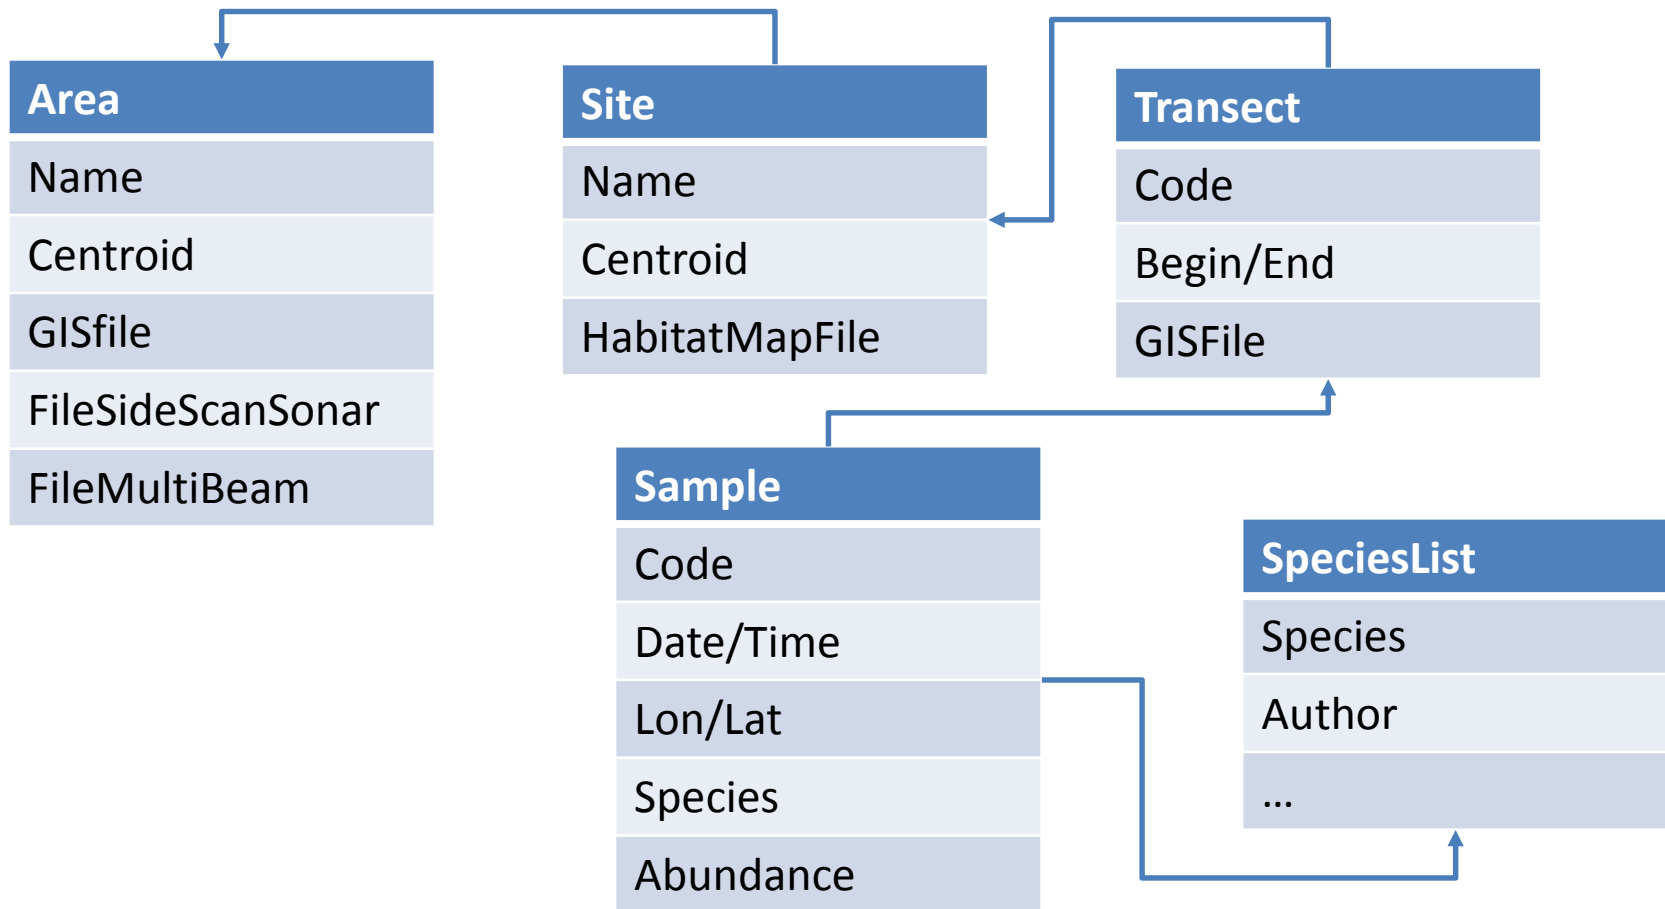 Area
Name
Centroid
GISfile
FileSideScanSonar
FileMultiBeam
Site
Name
Centroid
HabitatMapFile
Transect
Code
Begin/End
GISFile
Sample
Code
Date/Time
Lon/Lat
Species
Abundance
SpeciesList
Species
Author
...